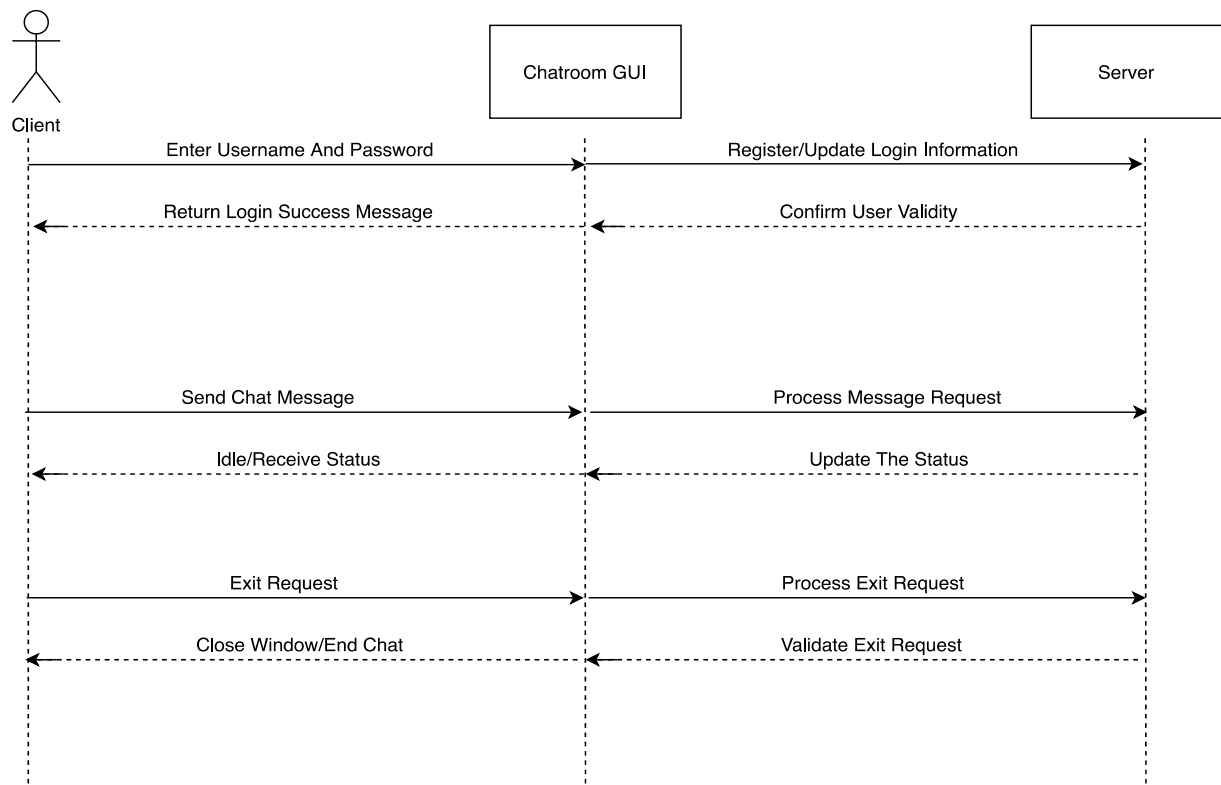 Chatroom GUI
Server
Client
Enter Username And Password
Register/Update Login Information
Return Login Success Message
Confirm User Validity
Send Chat Message
Process Message Request
Idle/Receive Status
Update The Status
Exit Request
Process Exit Request
Close Window/End Chat
Validate Exit Request